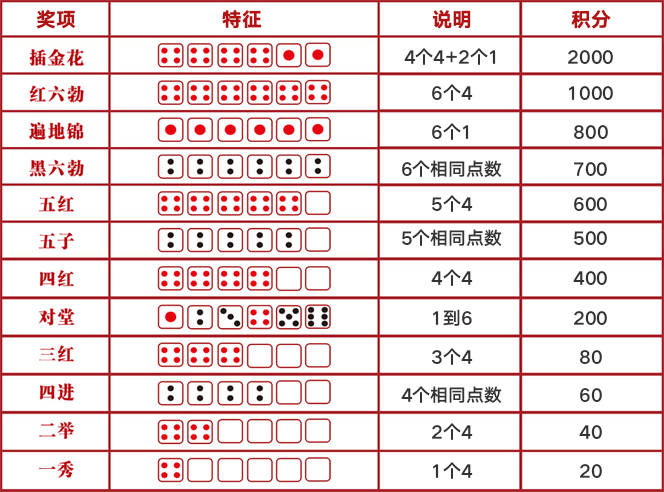 奖项 特征 说明 积分
插金花 4个4+2个1 2000
红六勃 6个4 1000
遍地锦 6个1 800
黑六勃 6个相同点数 700
五红 5个4 600
五子 5个相同点数 500
四红 4个4 400
对堂 1到6 200
三红 3个4 80
四进 4个相同点数 60
二举 2个4 40
一秀 1个4 20